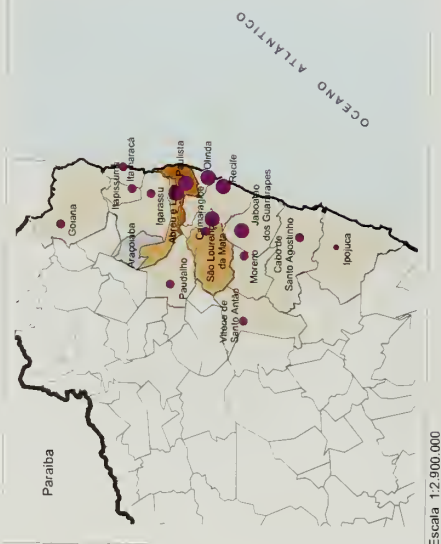 OCEANO ATLÂNTICO
Paraíba
Goiana
Itapissuma
Itamaracá
Igarassu
Araçoiaba
Abreu e Lima
Paulista
Olinda
Paudalho
Camaragibe
Recife
São Lourenço
da Mata
Jaboatão
dos Guararapes
Moreno
Vitória de
Santo Antão
Cabo de
Santo Agostinho
Ipojuca
Escala 1:2.900.000